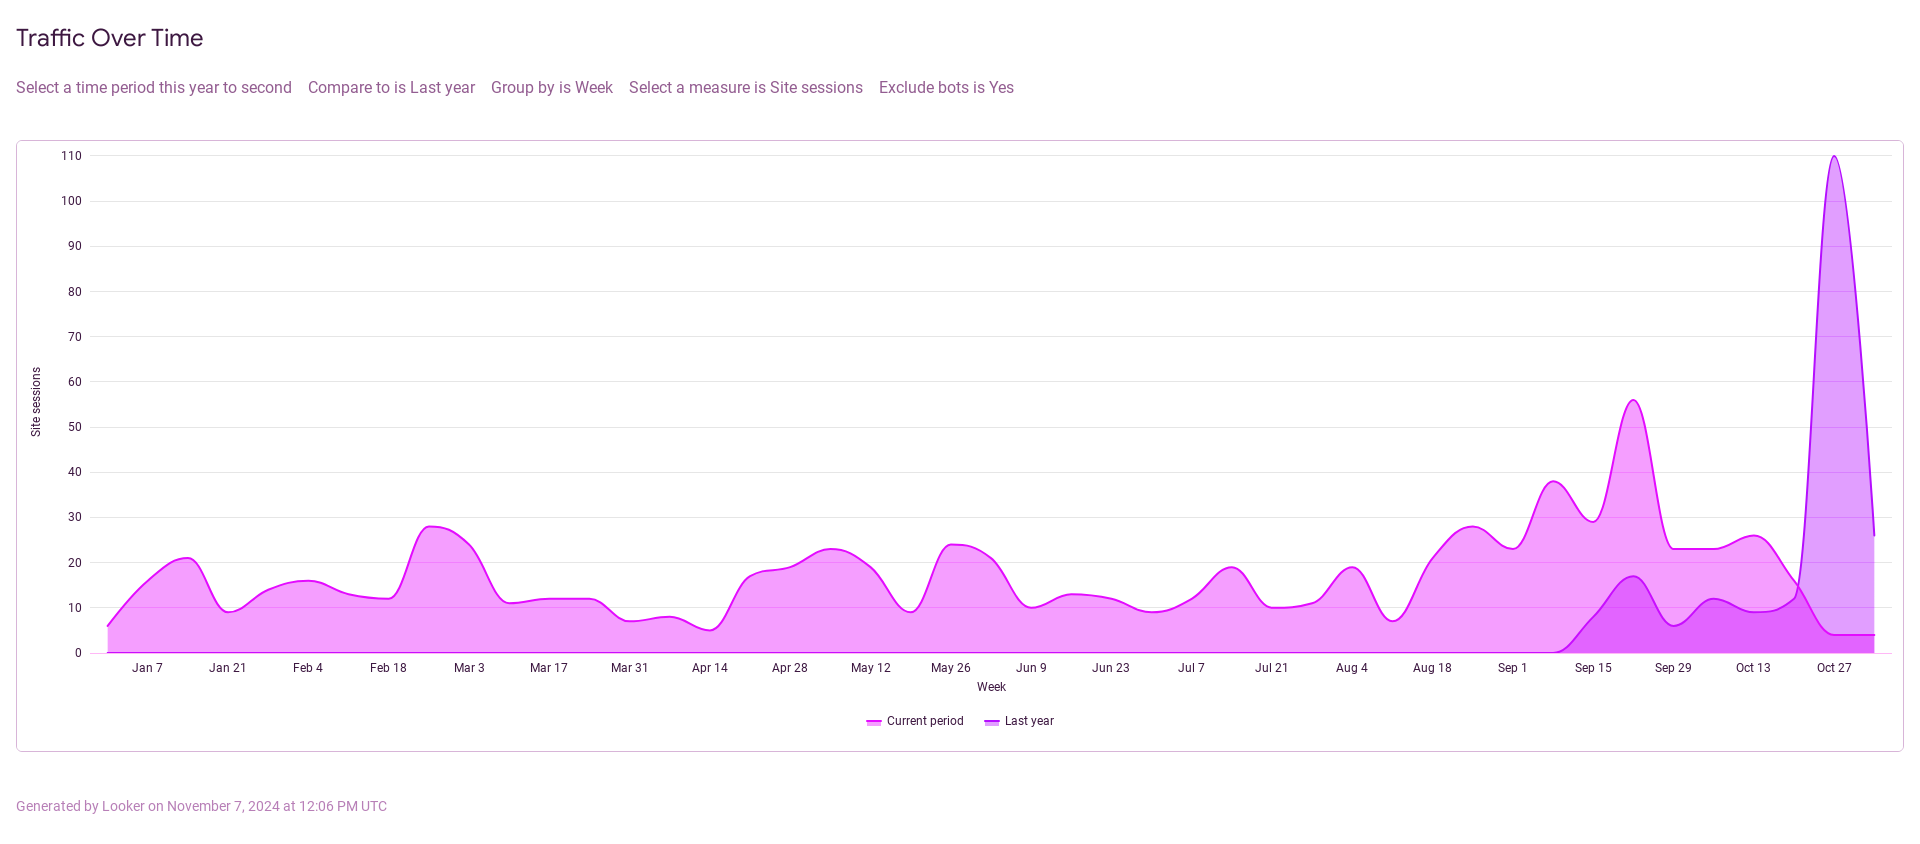 Traffic Over Time
Select a time period this year to second Compare to is Last year Group by is Week Select a measure is Site sessions Exclude bots is Yes
110
100
90
80
70
60
50
40
30
20
10
0
Site sessions
Jan 7 Jan 21 Feb 4 Feb 18 Mar 3 Mar 17 Mar 31 Apr 14 Apr 28 May 12 May 26 Jun 9 Jun 23 Jul 7 Jul 21 Aug 4 Aug 18 Sep 1 Sep 15 Sep 29 Oct 13 Oct 27
Week
Current period Last year
Generated by Looker on November 7, 2024 at 12:06 PM UTC